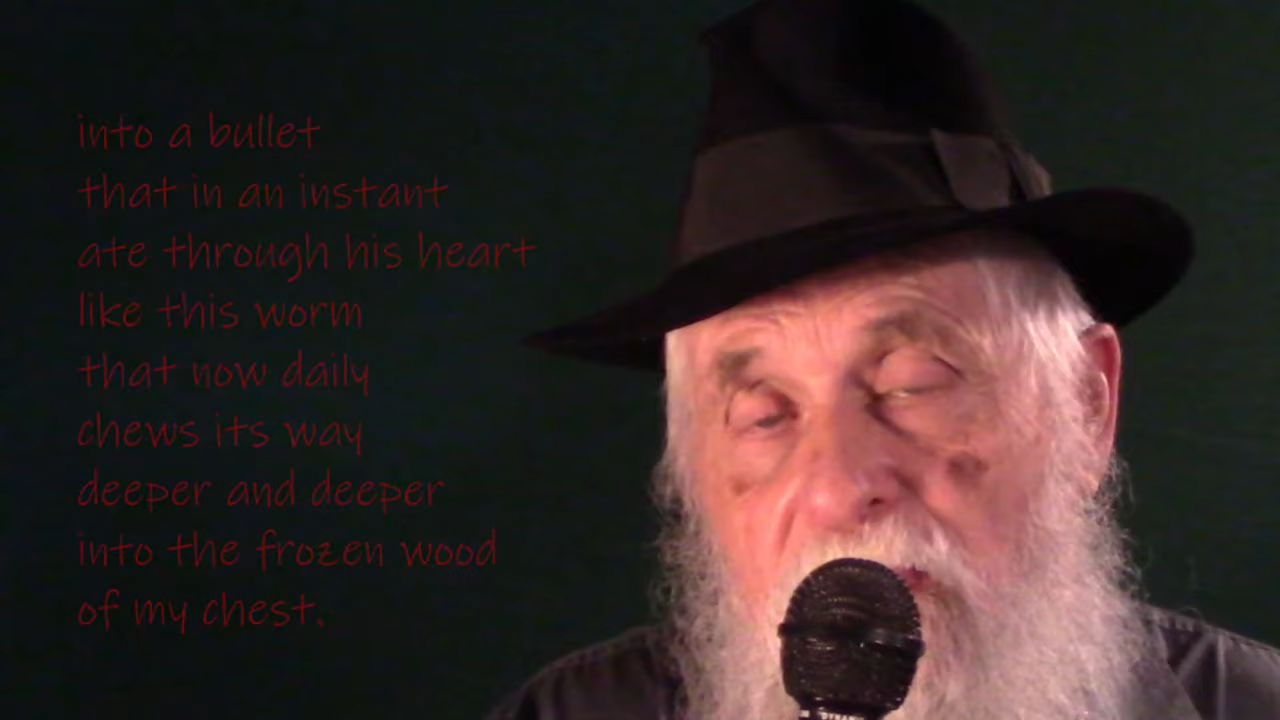 into a bullet
that in an instant
ate through his heart
like this worm
that now daily
chews its way
deeper and deeper
into the frozen wood
of my chest.